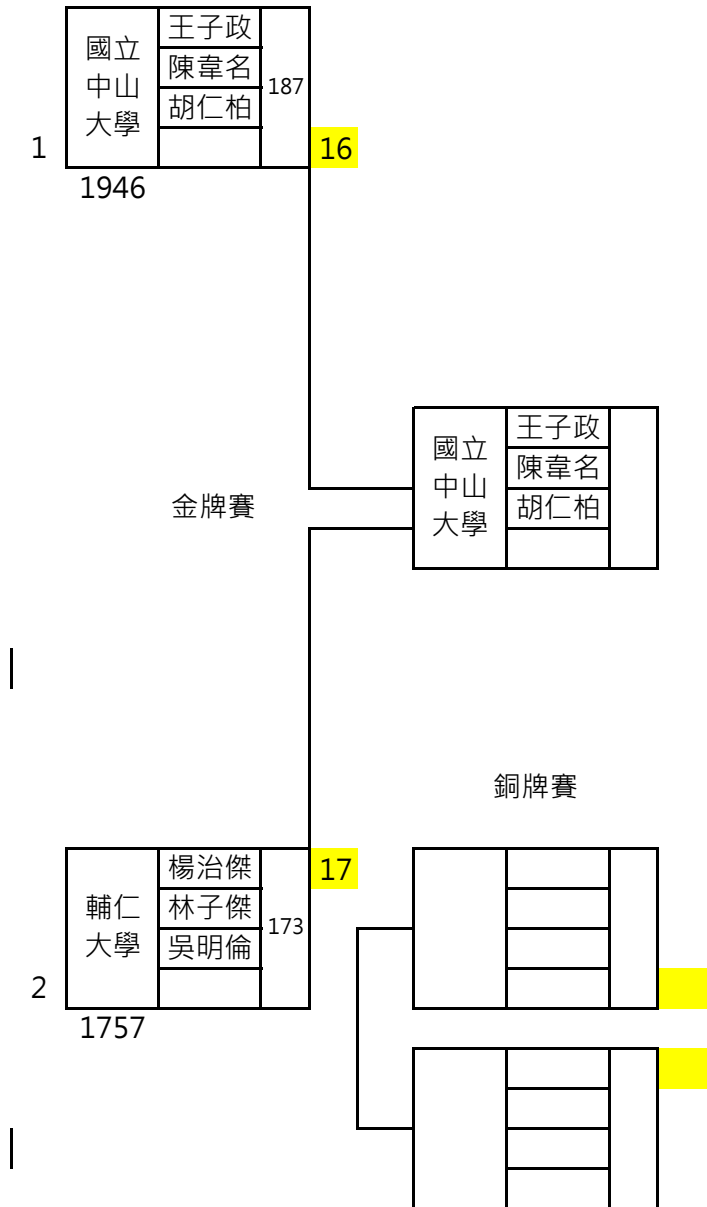 國立
中山
大學
王子政
陳韋名
胡仁柏
187
1
16
1946
國立
中山
大學
王子政
陳韋名
胡仁柏
金牌賽
銅牌賽
輔仁
大學
楊治傑
林子傑
吳明倫
173
17
2
1757